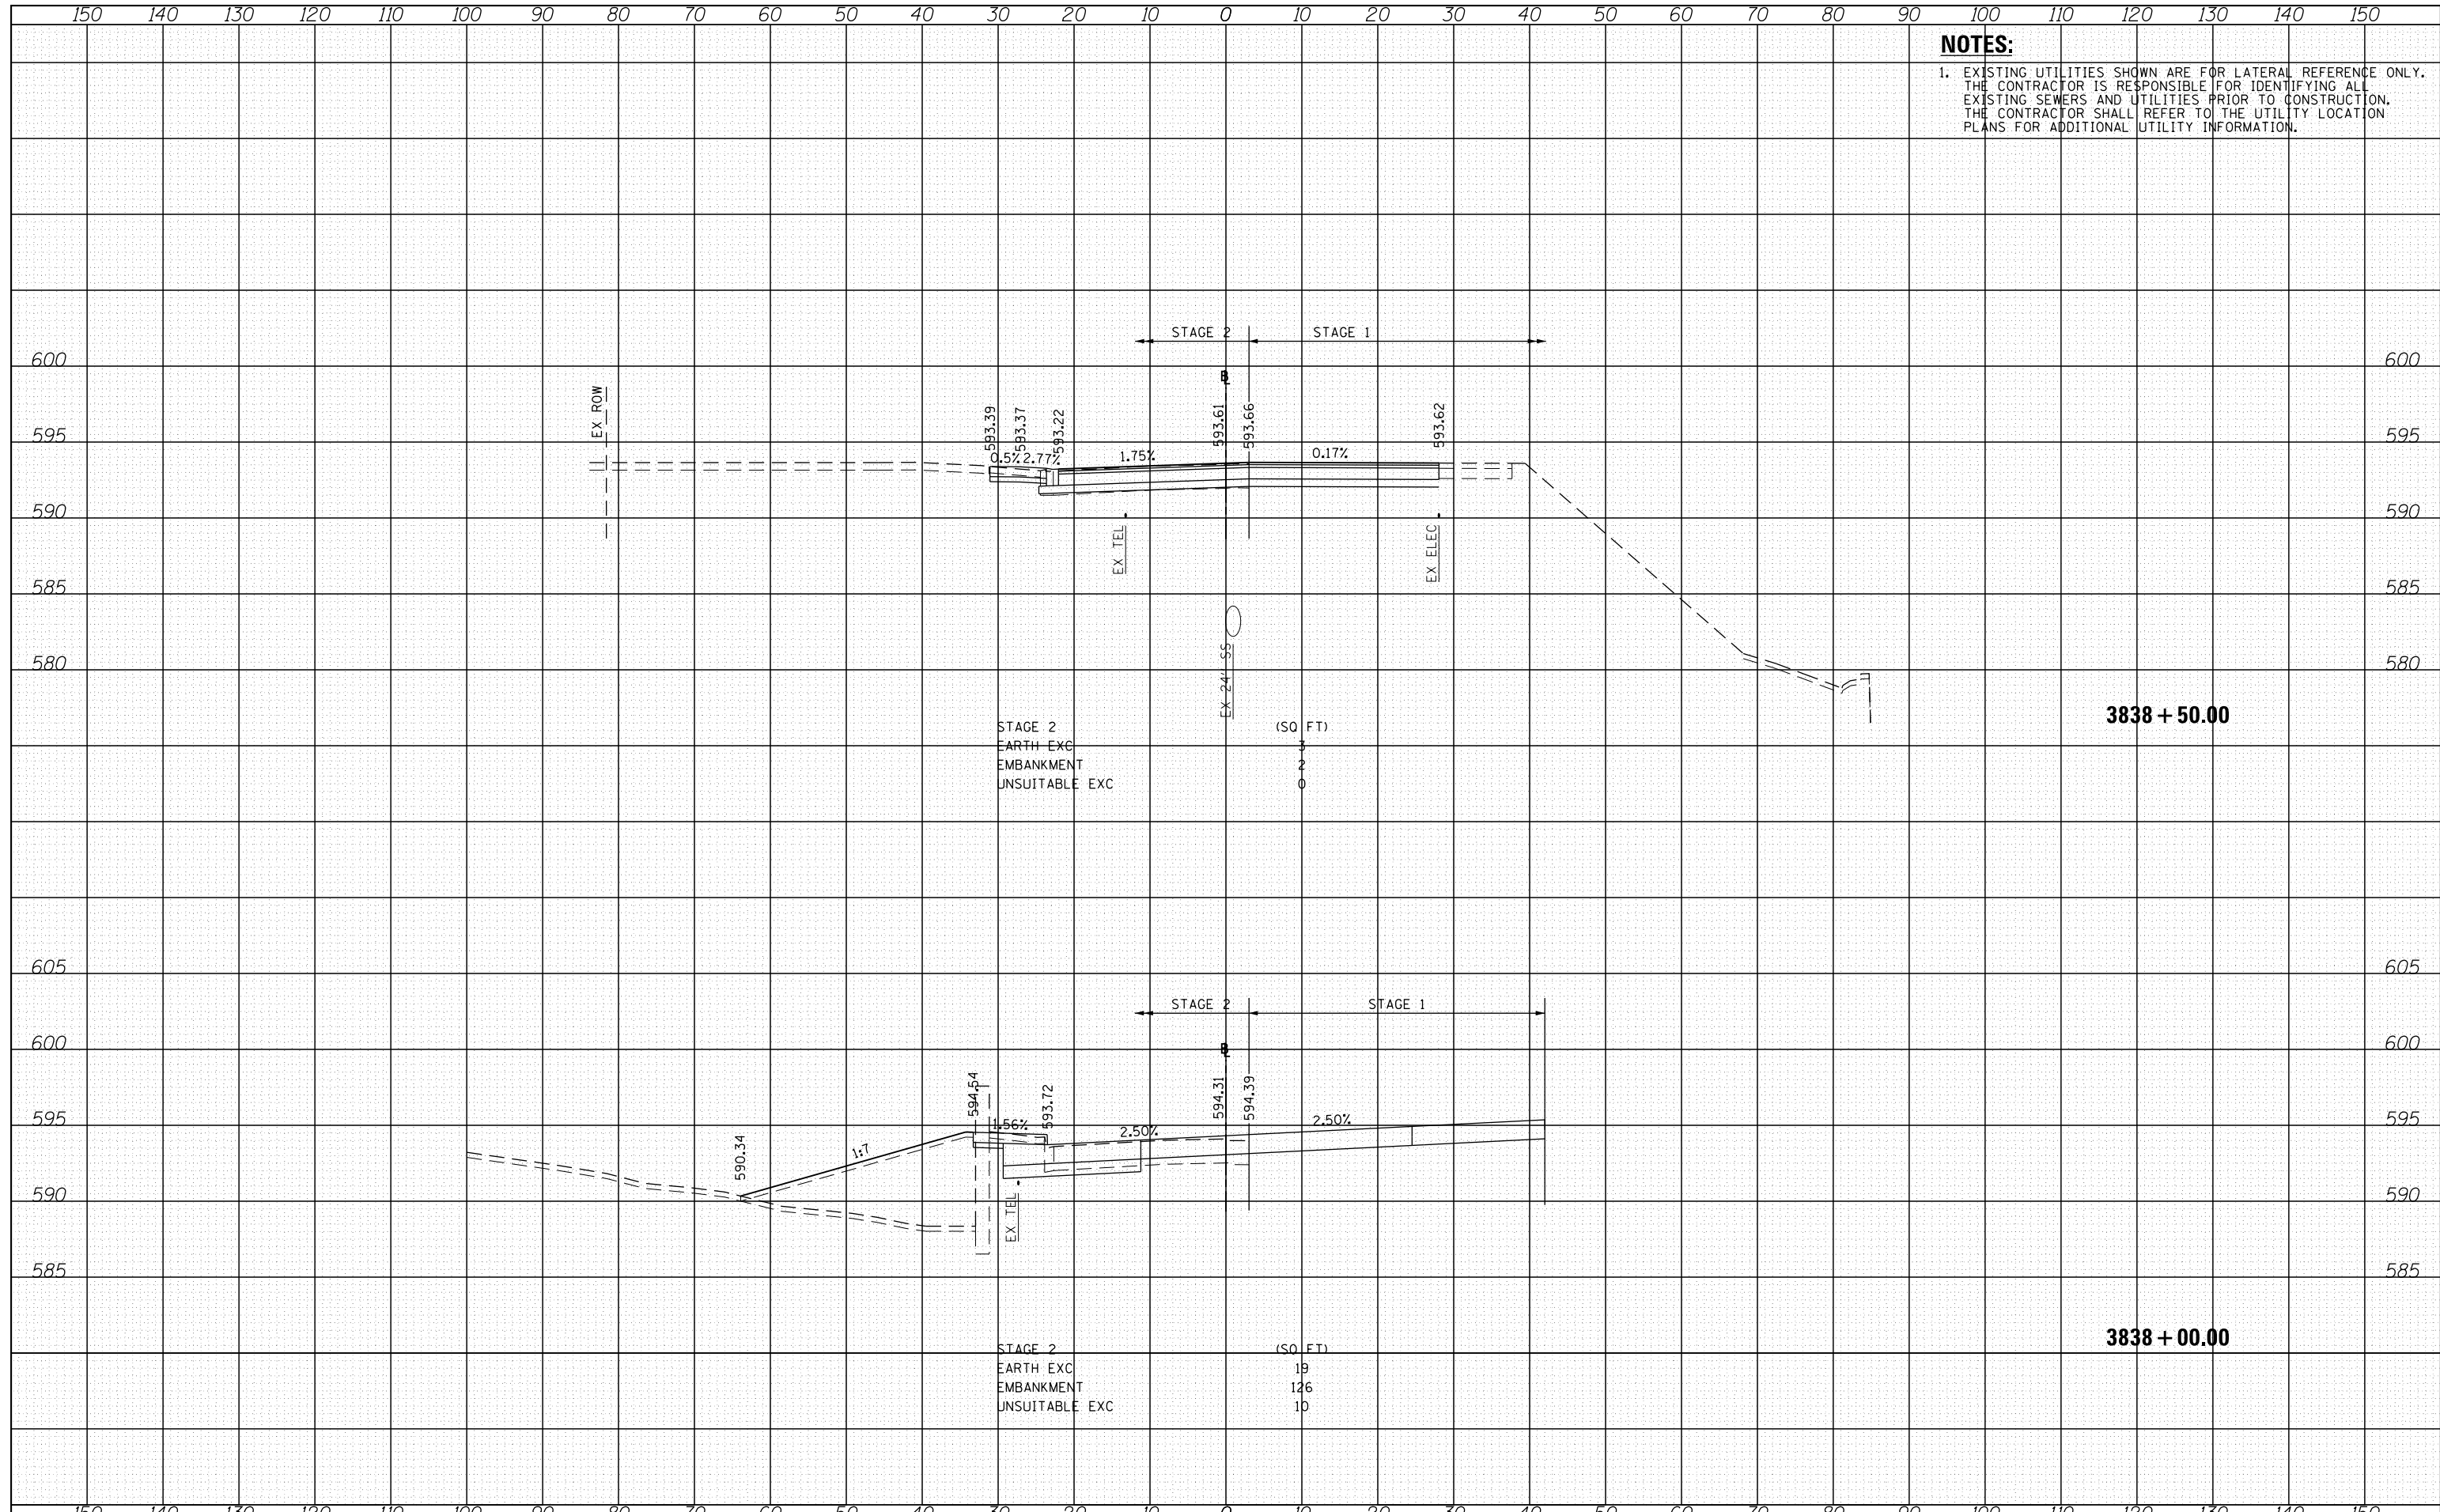 150 140 130 120 110 100 90 80 70 60 50 40 30 20 10 0 10 20 30 40 50 60 70 80 90 100 110 120 130 140 150
NOTES:
1. EXISTING UTILITIES SHOWN ARE FOR LATERAL REFERENCE ONLY.
THE CONTRACTOR IS RESPONSIBLE FOR IDENTIFYING ALL
EXISTING SEWERS AND UTILITIES PRIOR TO CONSTRUCTION.
THE CONTRACTOR SHALL REFER TO THE UTILITY LOCATION
PLANS FOR ADDITIONAL UTILITY INFORMATION.
STAGE 2 STAGE 1
600 600
BL
EX ROW
593.39
593.37
593.22
593.61
593.66
593.62
595 595
0.5% 2.77% 1.75% 0.17%
590 590
EX TEL
EX ELEC
585 585
EX 24" SS
580 580
3838 + 50.00
STAGE 2 (SQ FT)
EARTH EXC 3
EMBANKMENT 2
UNSUITABLE EXC 0
605 605
STAGE 2 STAGE 1
600 600
BL
594.54
593.72
594.31
594.39
590.34
595 595
1:7 1.56% 2.50% 2.50%
590 590
EX TEL
585 585
3838 + 00.00
STAGE 2 (SQ FT)
EARTH EXC 19
EMBANKMENT 126
UNSUITABLE EXC 10
150 140 130 120 110 100 90 80 70 60 50 40 30 20 10 0 10 20 30 40 50 60 70 80 90 100 110 120 130 140 150